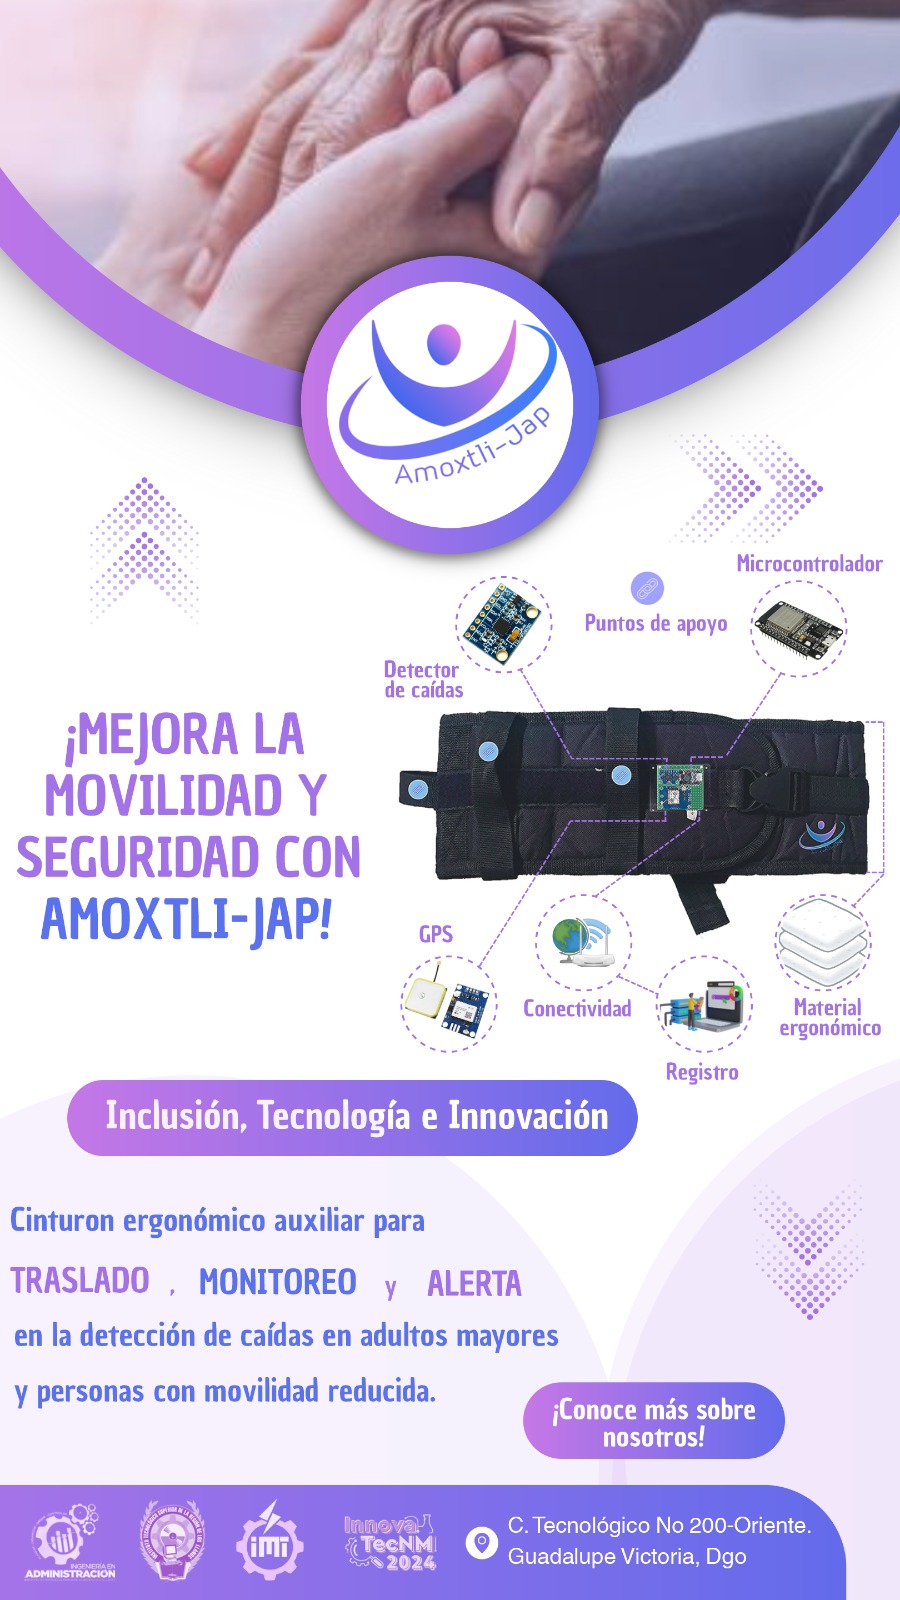 Amoxtli-Jap
Microcontrolador
Puntos de apoyo
Detector
de caídas
¡MEJORA LA
MOVILIDAD Y
SEGURIDAD CON
AMOXTLI-JAP!
GPS
Conectividad
Material
ergonómico
Registro
Inclusión, Tecnología e Innovación
Cinturon ergonómico auxiliar para
TRASLADO , MONITOREO y ALERTA
en la detección de caídas en adultos mayores
y personas con movilidad reducida.
¡Conoce más sobre
nosotros!
INGENIERÍA EN
ADMINISTRACIÓN
imi
Innova
TecNM
2024
C. Tecnológico No 200-Oriente.
Guadalupe Victoria, Dgo